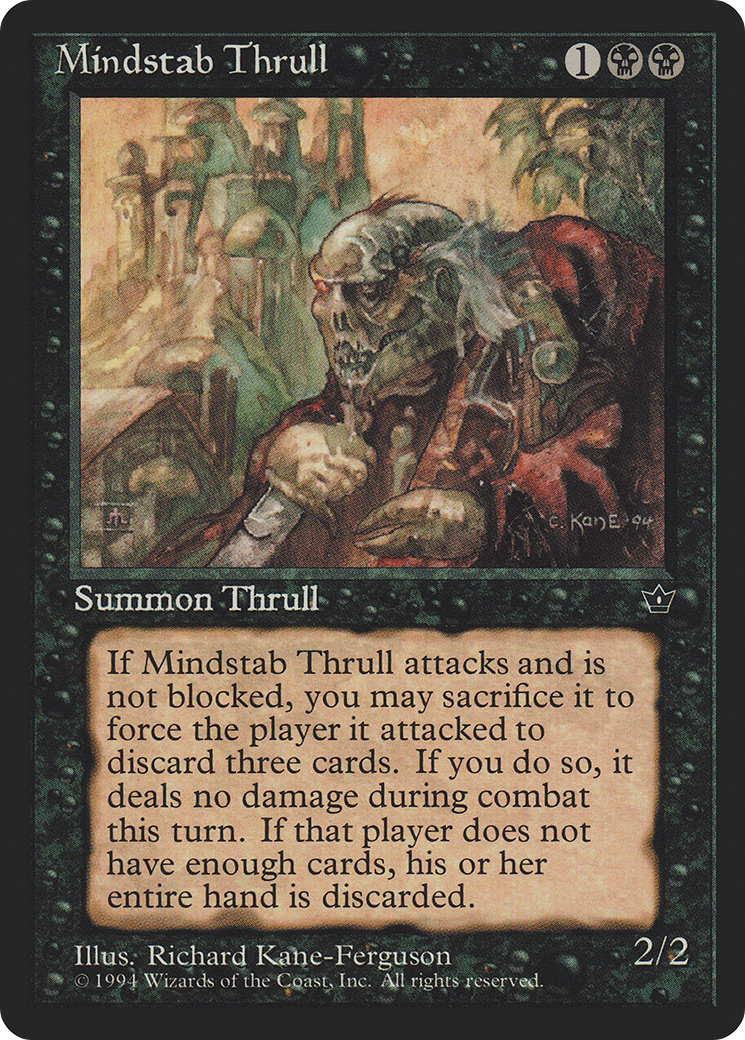 Mindstab Thrull
1
C. KANE 94
Summon Thrull
If Mindstab Thrull attacks and is
not blocked, you may sacrifice it to
force the player it attacked to
discard three cards. If you do so, it
deals no damage during combat
this turn. If that player does not
have enough cards, his or her
entire hand is discarded.
Illus. Richard Kane-Ferguson
2/2
© 1994 Wizards of the Coast, Inc. All rights reserved.